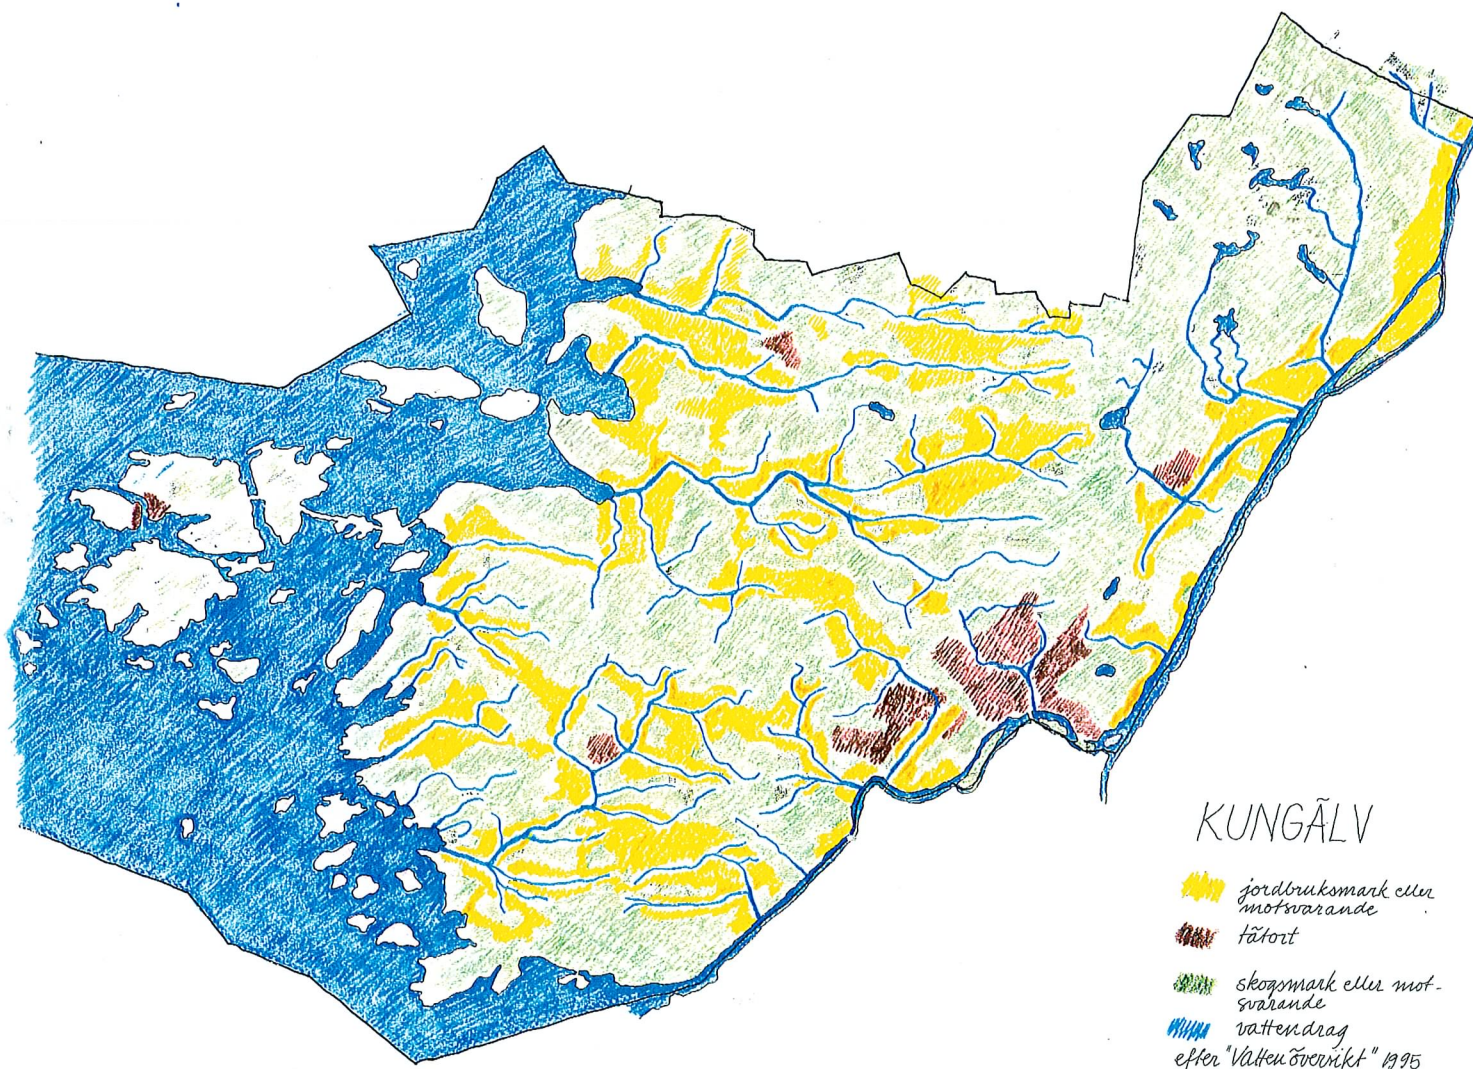 KUNGÄLV
jordbruksmark eller
motsvarande
tätort
skogsmark eller mot-
svarande
vattendrag
efter "Vattenöversikt" 1995